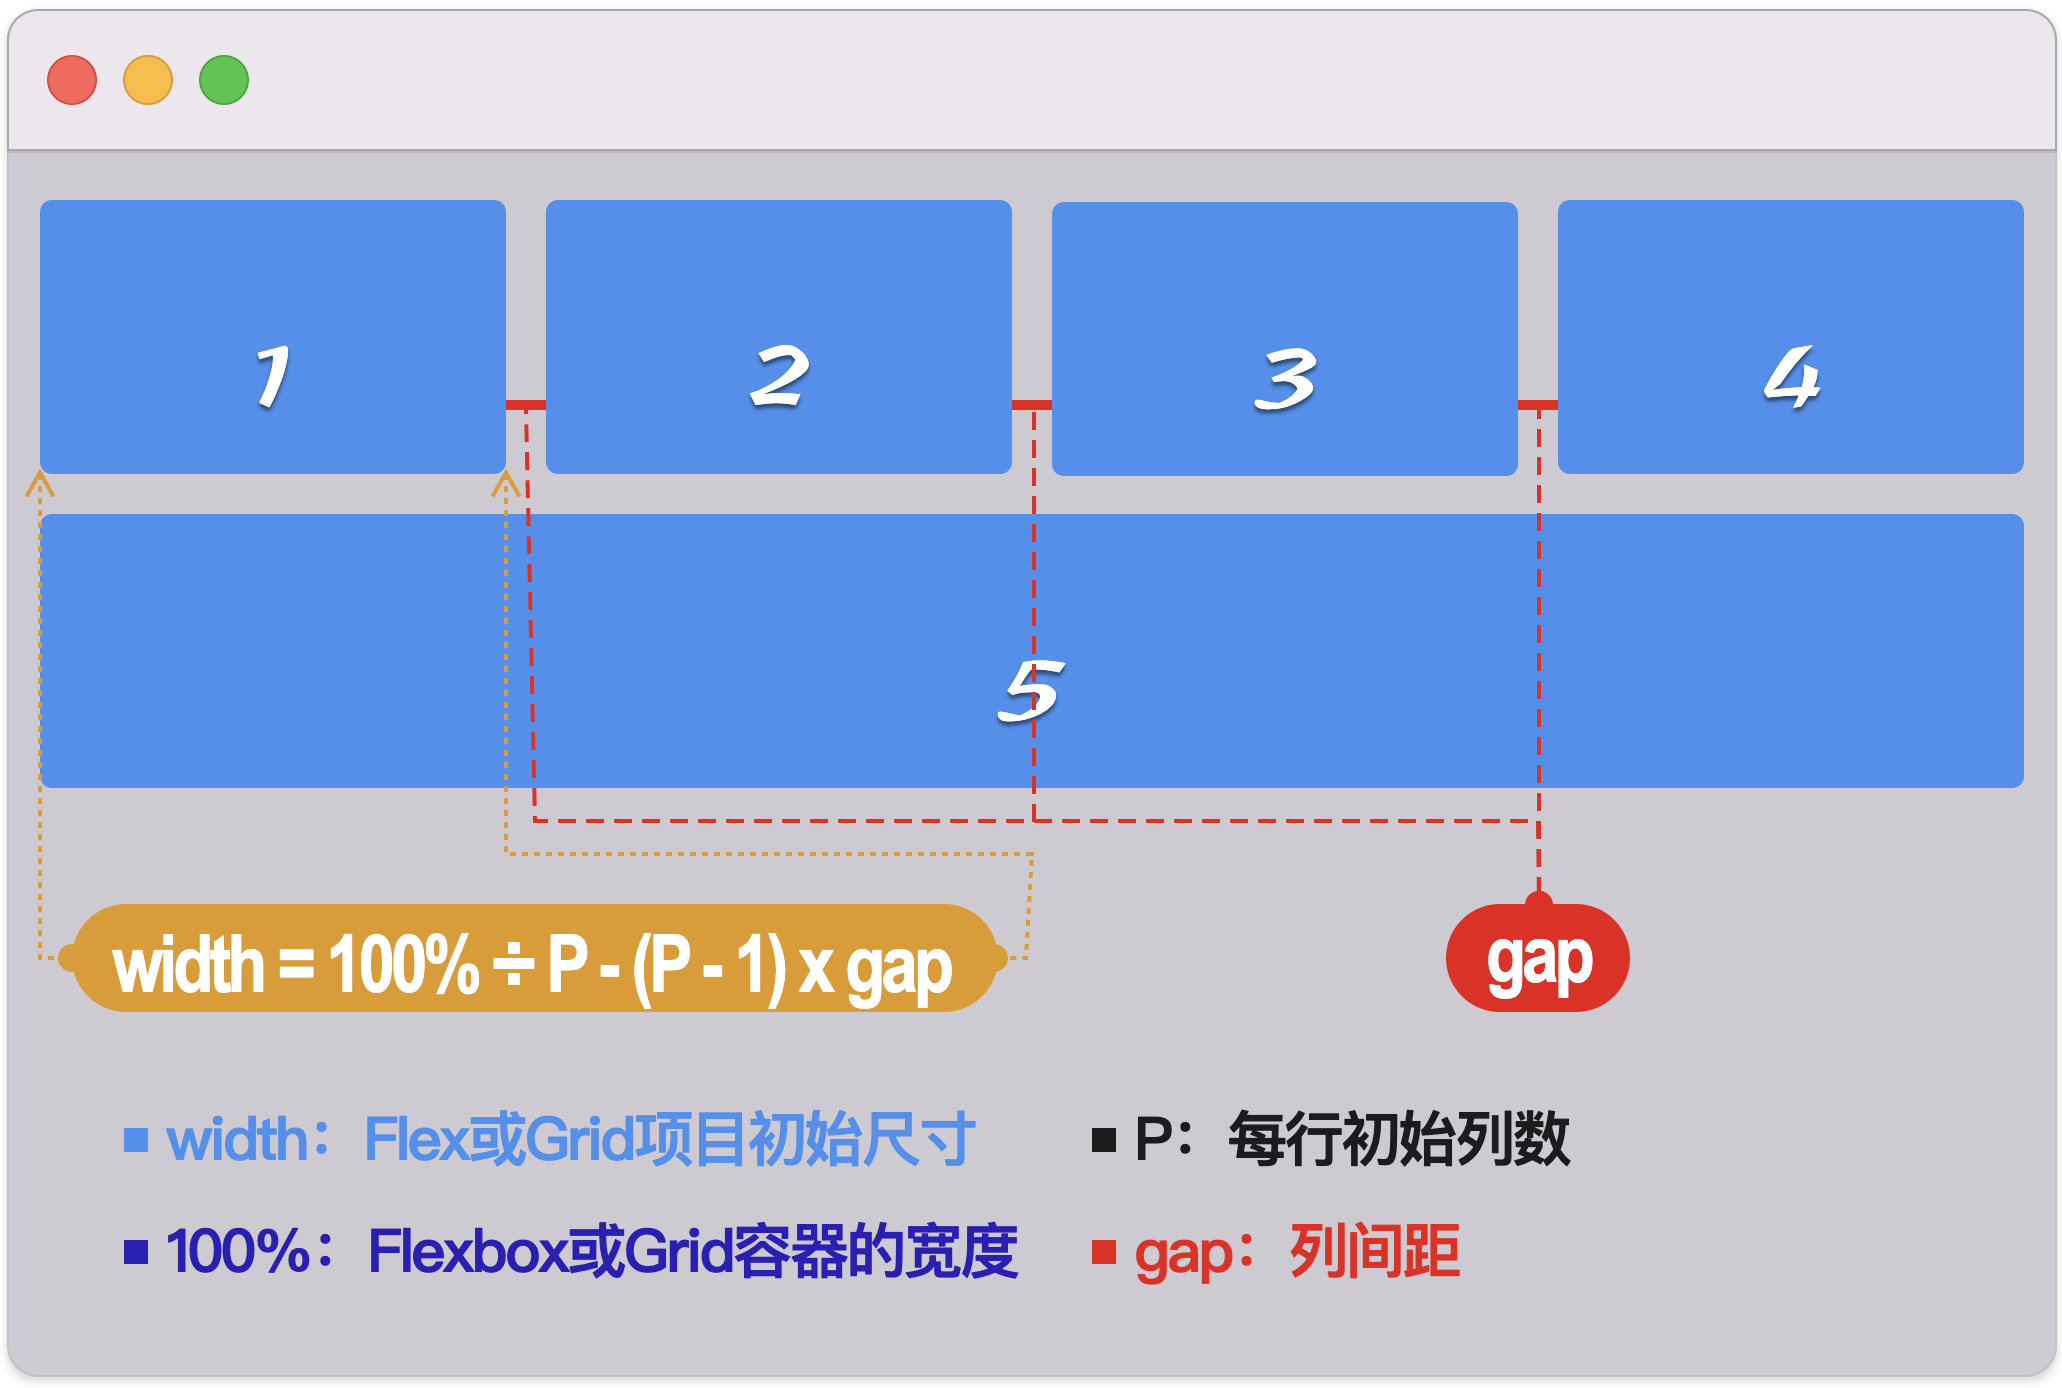 1
2
3
4
5
width = 100% ÷ P - (P - 1) x gap
gap
width：Flex或Grid项目初始尺寸
P：每行初始列数
100%：Flexbox或Grid容器的宽度
gap：列间距